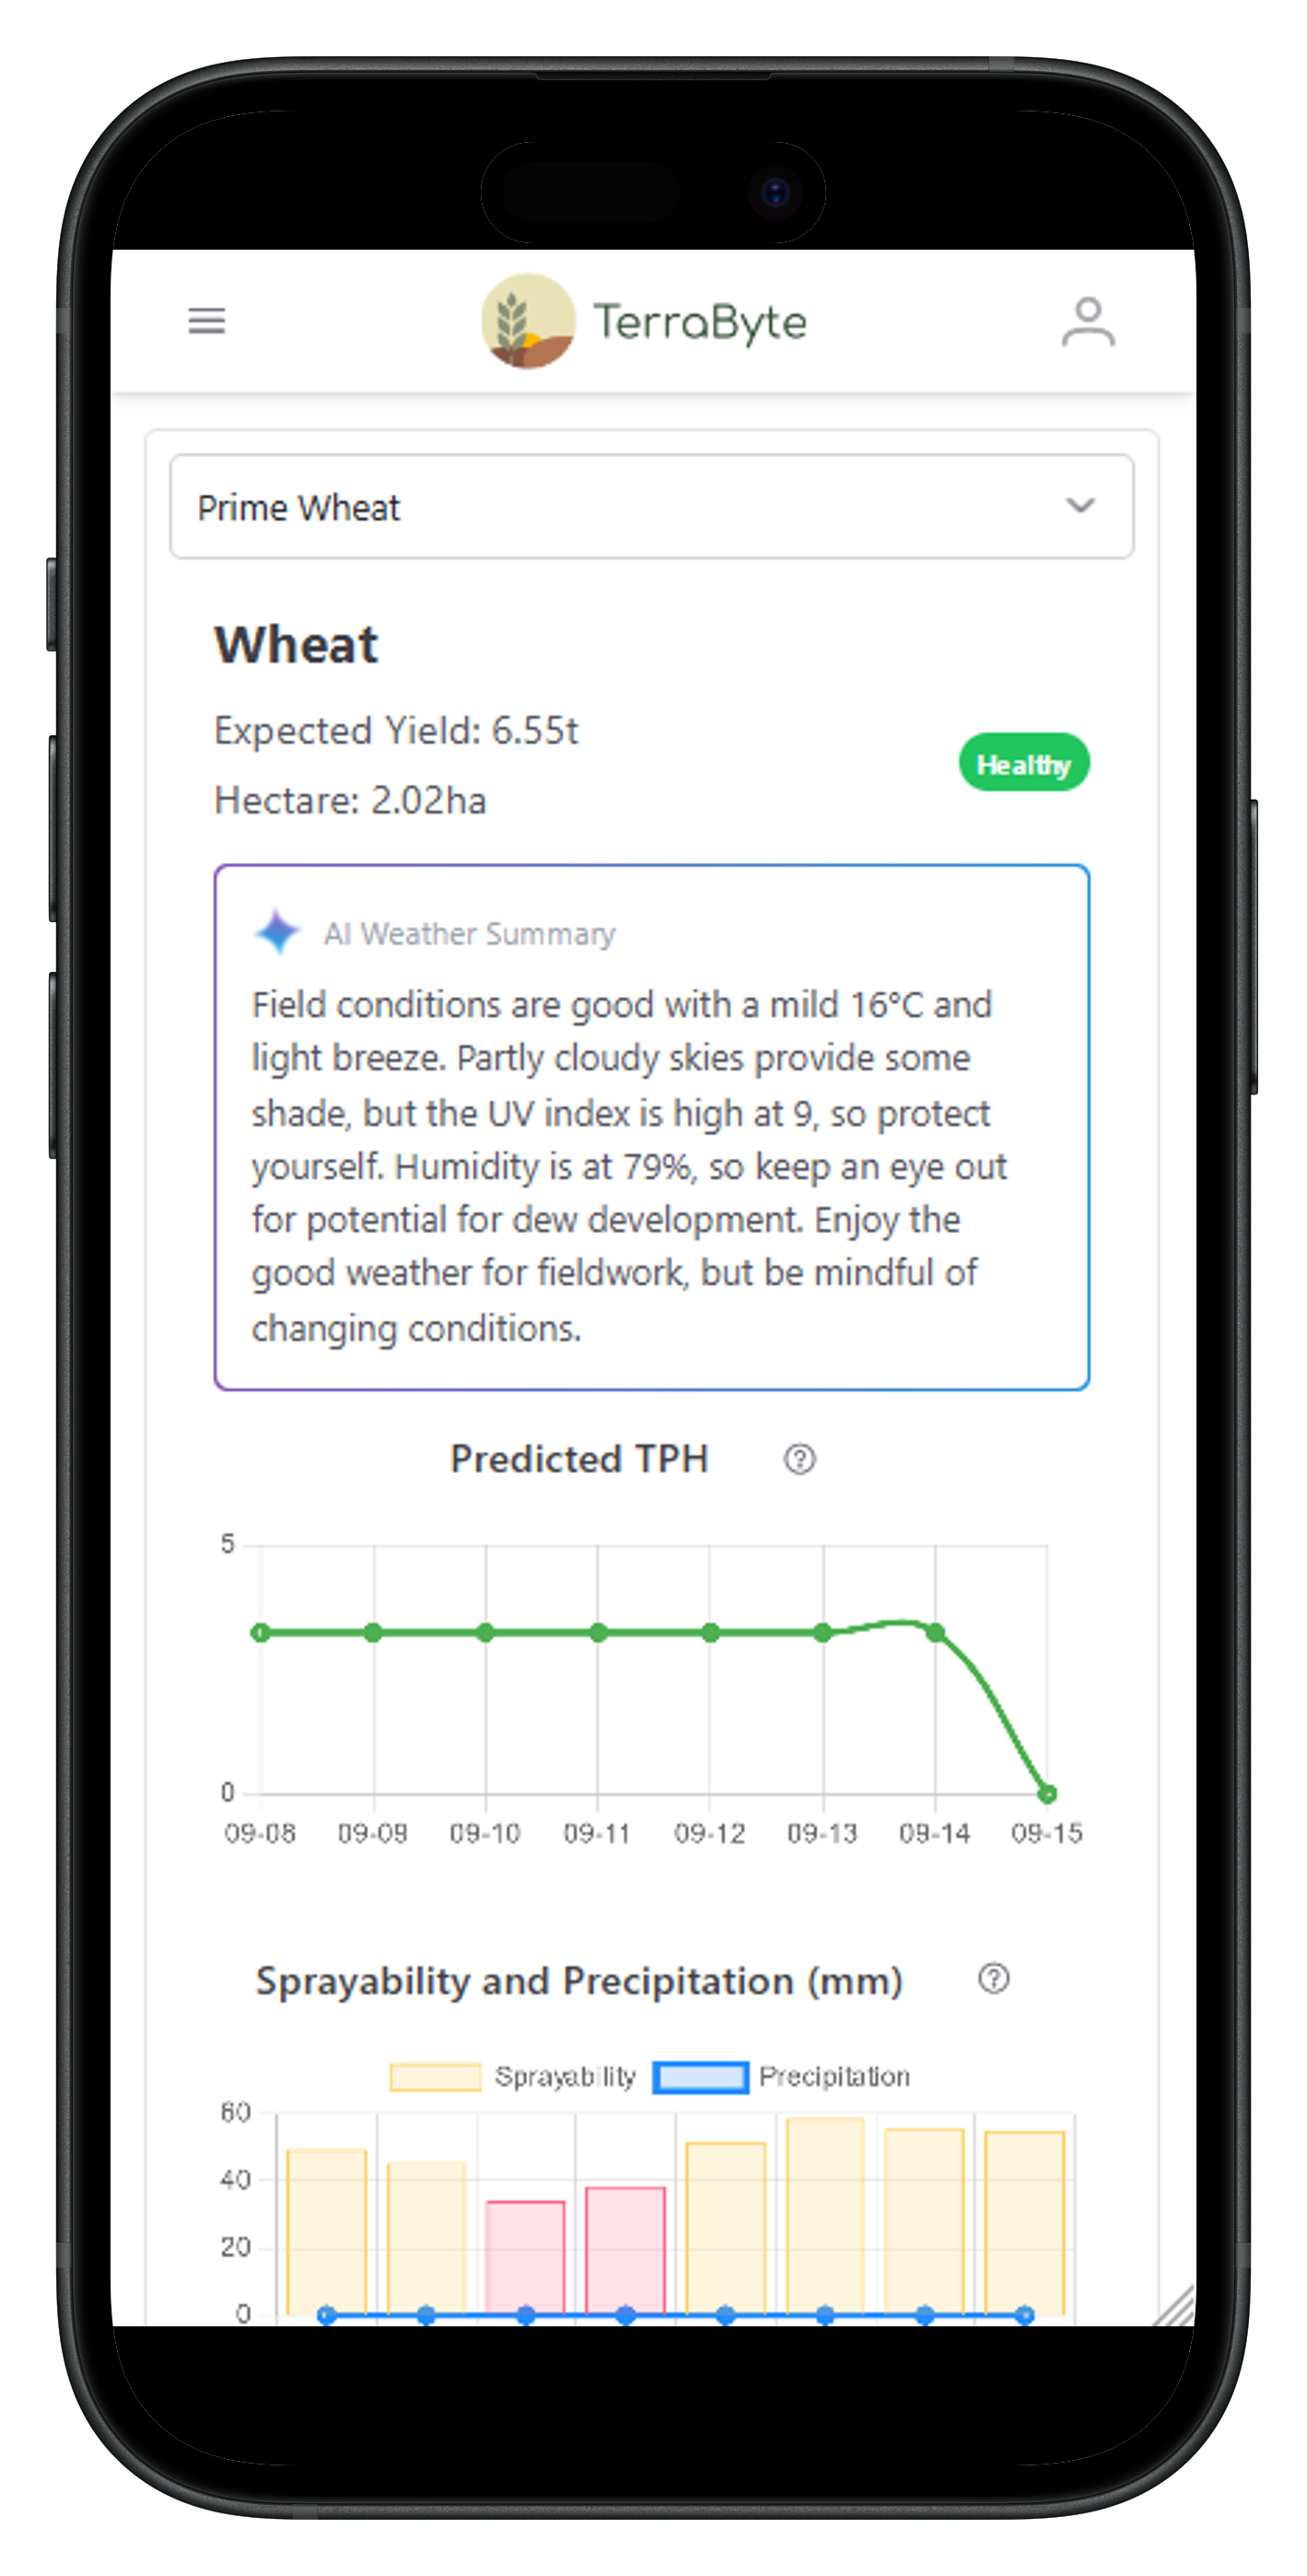 TerraByte
Prime Wheat
Wheat
Expected Yield: 6.55t
Healthy
Hectare: 2.02ha
AI Weather Summary
Field conditions are good with a mild 16°C and
light breeze. Partly cloudy skies provide some
shade, but the UV index is high at 9, so protect
yourself. Humidity is at 79%, so keep an eye out
for potential for dew development. Enjoy the
good weather for fieldwork, but be mindful of
changing conditions.
Predicted TPH ?
5
0
09-08 09-09 09-10 09-11 09-12 09-13 09-14 09-15
Sprayability and Precipitation (mm) ?
Sprayability Precipitation
60
40
20
0